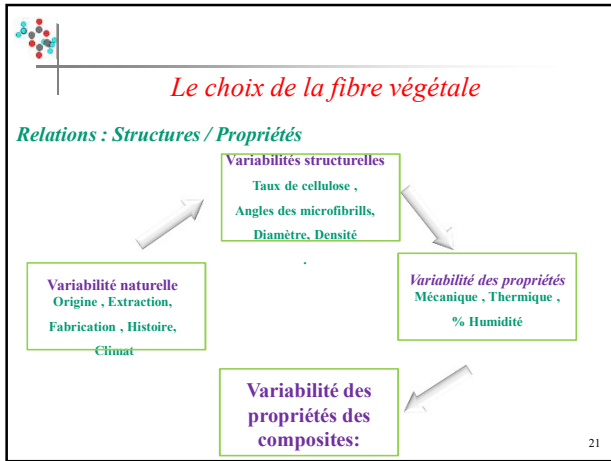 Le choix de la fibre végétale
Relations : Structures / Propriétés
Variabilités structurelles
Taux de cellulose ,
Angles des microfibrills,
Diamètre, Densité
.
Variabilité naturelle
Origine , Extraction,
Fabrication , Histoire,
Climat
Variabilité des propriétés
Mécanique , Thermique ,
% Humidité
Variabilité des
propriétés des
composites:
21